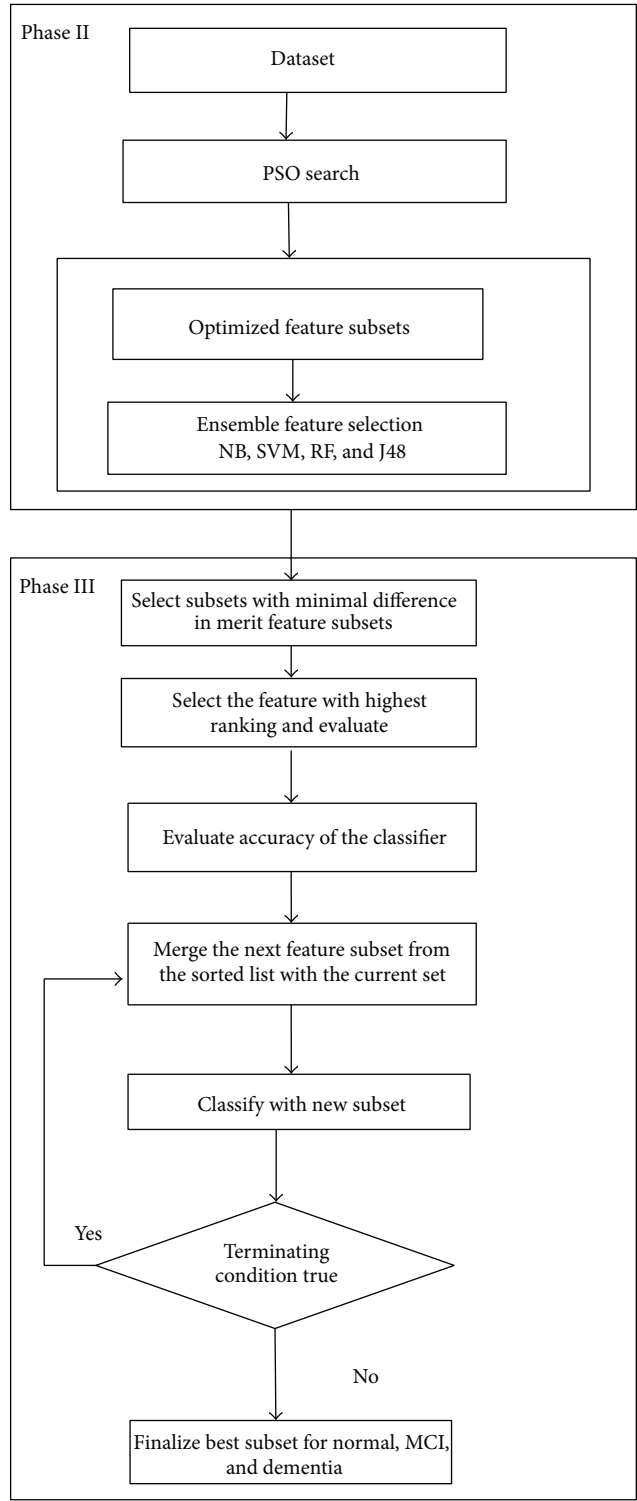 Phase II
Dataset
PSO search
Optimized feature subsets
Ensemble feature selection
NB, SVM, RF, and J48
Phase III
Select subsets with minimal difference
in merit feature subsets
Select the feature with highest
ranking and evaluate
Evaluate accuracy of the classifier
Merge the next feature subset from
the sorted list with the current set
Classify with new subset
Yes
Terminating
condition true
No
Finalize best subset for normal, MCI,
and dementia